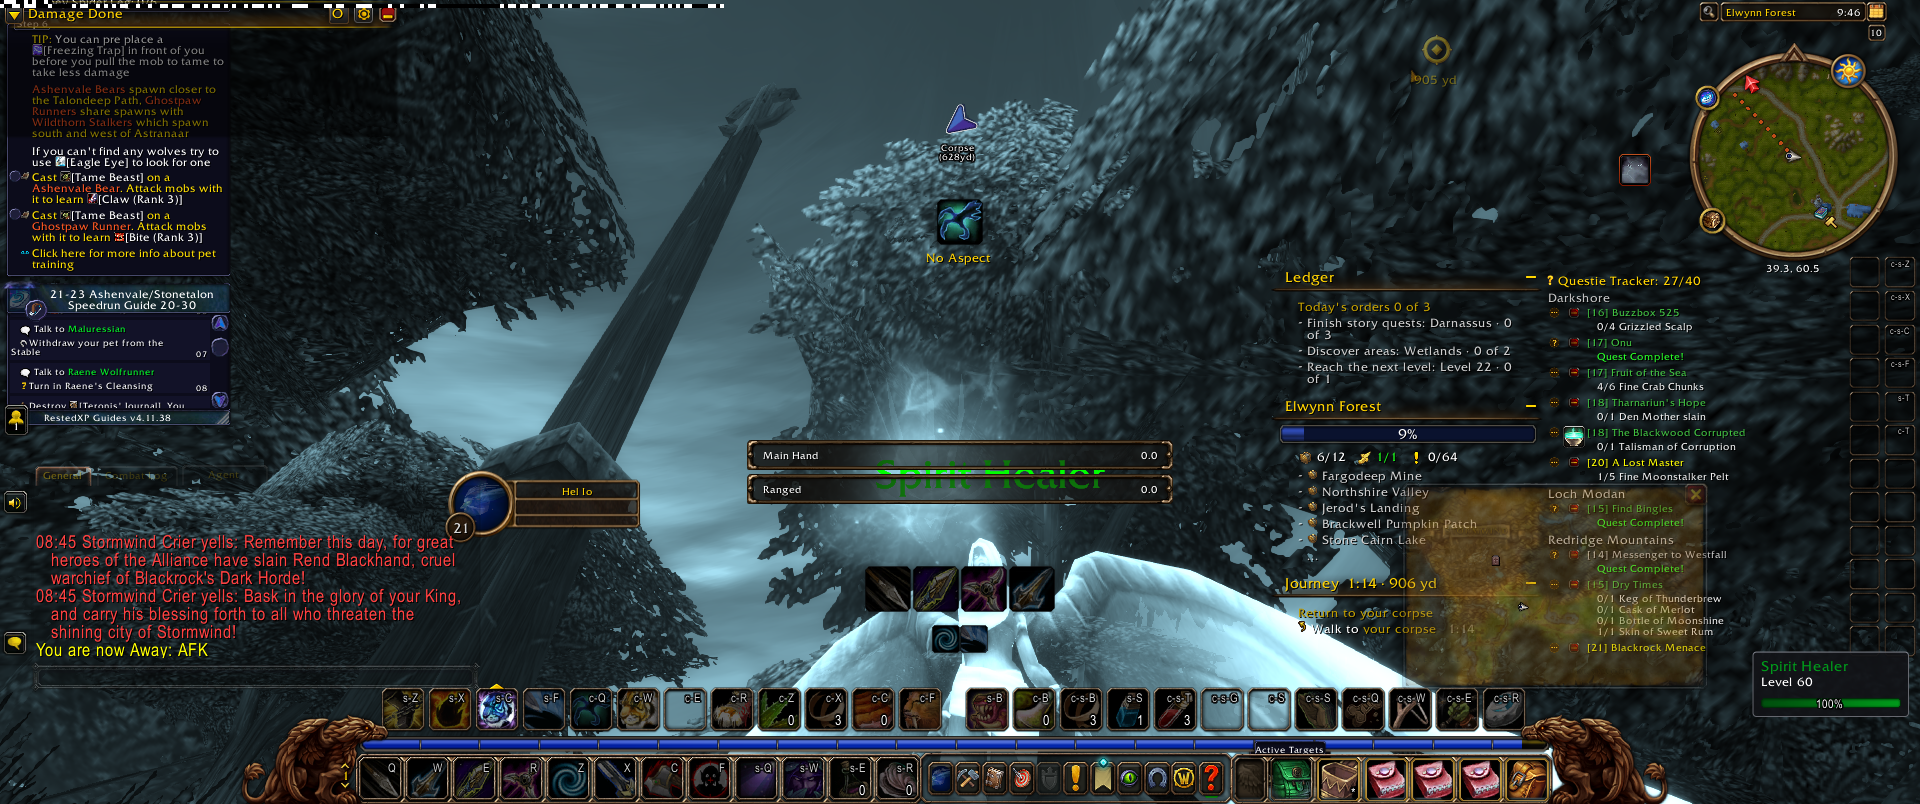 Damage Done
TIP: You can pre place a
[Freezing Trap] in front of you
before you pull the mob to tame to
take less damage
Ashenvale Bears spawn closer to
the Talondeep Path, Ghostpaw
Runners share spawns with
Wildthorn Stalkers which spawn
south and west of Astranaar
If you can't find any wolves try to
use [Eagle Eye] to look for one
Cast [Tame Beast] on a
Ashenvale Bear. Attack mobs with
it to learn [Claw (Rank 3)]
Cast [Tame Beast] on a
Ghostpaw Runner. Attack mobs
with it to learn [Bite (Rank 3)]
Click here for more info about pet
training
21-23 Ashenvale/Stonetalon
Speedrun Guide 20-30
Talk to Maluressian
Withdraw your pet from the
Stable
07
Talk to Raene Wolfrunner
Turn in Raene's Cleansing
08
Destroy [Teronis' Journal]. You
RestedXP Guides v4.11.38
1
General
Combat Log
Agent
08:45 Stormwind Crier yells: Remember this day, for great
heroes of the Alliance have slain Rend Blackhand, cruel
warchief of Blackrock's Dark Horde!
08:45 Stormwind Crier yells: Bask in the glory of your King,
and carry his blessing forth to all who threaten the
shining city of Stormwind!
You are now Away: AFK
Hello
21
Corpse
(628yd)
No Aspect
Main Hand 0.0
Spirit Healer
Ranged 0.0
905 yd
Elwynn Forest 9:46
10
39.3, 60.5
Ledger
Today's orders 0 of 3
- Finish story quests: Darnassus · 0
of 3
- Discover areas: Wetlands · 0 of 2
- Reach the next level: Level 22 · 0
of 1
Elwynn Forest
9%
6/12 1/1 0/64
- Fargodeep Mine
- Northshire Valley
- Jerod's Landing
- Brackwell Pumpkin Patch
- Stone Cairn Lake
...
Journey 1:14 · 906 yd
Return to your corpse
Walk to your corpse 1:14
? Questie Tracker: 27/40
Darkshore
[16] Buzzbox 525
0/4 Grizzled Scalp
[17] Onu
Quest Complete!
[17] Fruit of the Sea
4/6 Fine Crab Chunks
[18] Tharnariun's Hope
0/1 Den Mother slain
[18] The Blackwood Corrupted
0/1 Talisman of Corruption
[20] A Lost Master
1/5 Fine Moonstalker Pelt
Loch Modan
[15] Find Bingles
Quest Complete!
Redridge Mountains
[14] Messenger to Westfall
Quest Complete!
[15] Dry Times
0/1 Keg of Thunderbrew
0/1 Cask of Merlot
0/1 Bottle of Moonshine
1/1 Skin of Sweet Rum
[21] Blackrock Menace
c-s-Z
c-s-X
c-s-C
c-s-F
s-T
c-T
Spirit Healer
Level 60
100%
s-Z s-X s-C s-F c-Q c-W c-E c-R c-Z c-X c-C c-F s-B c-B c-s-B s-S c-s-T s-G c-S c-s-S c-s-Q c-s-W c-s-E c-s-R
0 3 0 0 3 1 3
Active Targets
Q W E R Z X C F s-Q s-W s-E s-R
0 0